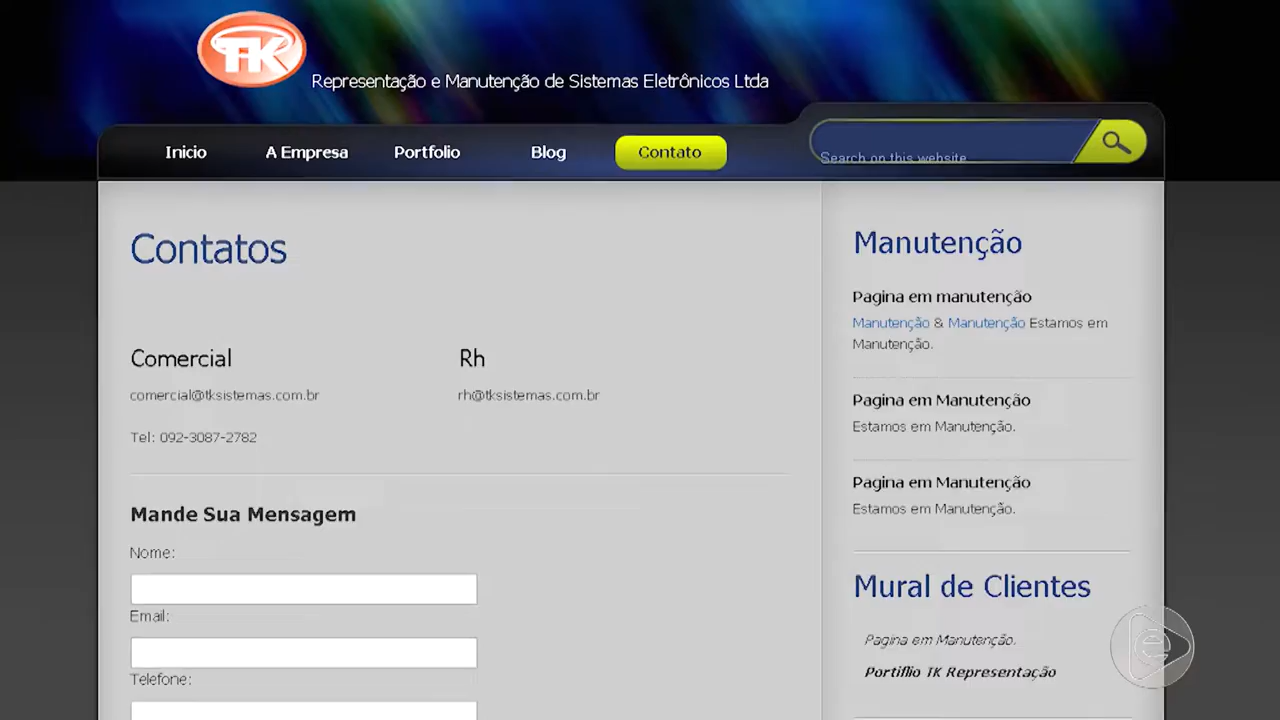 TK
Representação e Manutenção de Sistemas Eletrônicos Ltda
Inicio A Empresa Portfolio Blog Contato
Search on this website
Contatos
Comercial
comercial@tksistemas.com.br
Tel: 092-3087-2782
Rh
rh@tksistemas.com.br
Mande Sua Mensagem
Nome:
Email:
Telefone:
Manutenção
Pagina em manutenção
Manutenção & Manutenção Estamos em
Manutenção.
Pagina em Manutenção
Estamos em Manutenção.
Pagina em Manutenção
Estamos em Manutenção.
Mural de Clientes
Pagina em Manutenção.
Portiflio TK Representação
e